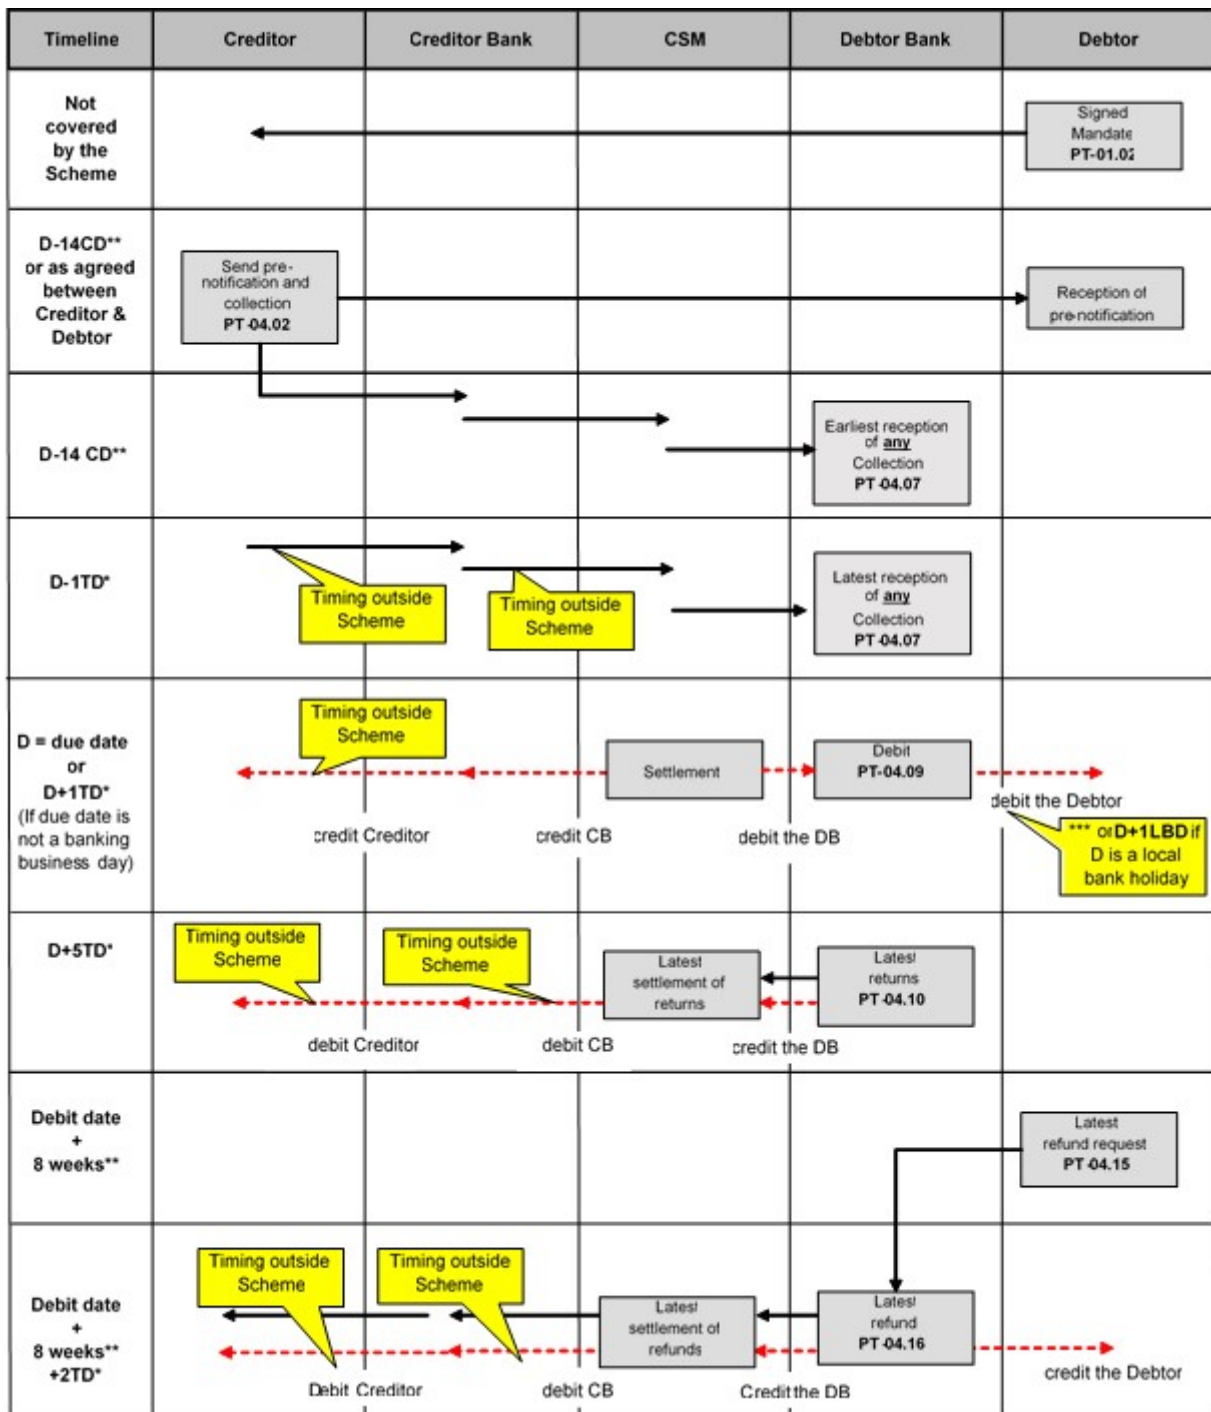 Timeline
Creditor
Creditor Bank
CSM
Debtor Bank
Debtor
Not
covered
by the
Scheme
Signed
Mandate
PT-01.02
D-14CD**
or as agreed
between
Creditor &
Debtor
Send pre-
notification and
collection
PT-04.02
Reception of
pre-notification
D-14 CD**
Earliest reception
of any
Collection
PT-04.07
D-1TD*
Timing outside
Scheme
Timing outside
Scheme
Latest reception
of any
Collection
PT-04.07
D = due date
or
D+1TD*
(If due date is
not a banking
business day)
Timing outside
Scheme
Settlement
Debit
PT-04.09
credit Creditor
credit CB
debit the DB
debit the Debtor
*** or D+1LBD if
D is a local
bank holiday
D+5TD*
Timing outside
Scheme
Timing outside
Scheme
Latest
settlement of
returns
Latest
returns
PT-04.10
debit Creditor
debit CB
credit the DB
Debit date
+
8 weeks**
Latest
refund request
PT-04.15
Debit date
+
8 weeks**
+2TD*
Timing outside
Scheme
Timing outside
Scheme
Latest
settlement of
refunds
Latest
refund
PT-04.16
Debit Creditor
debit CB
Credit the DB
credit the Debtor